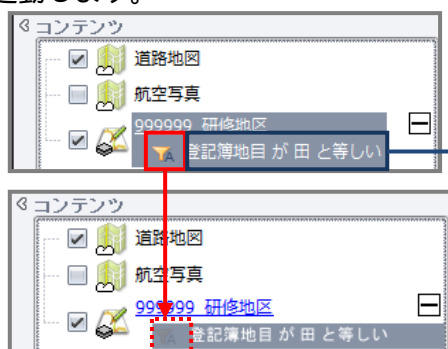 連動します。
コンテンツ
道路地図
航空写真
999999 研修地区
登記簿地目 が 田 と等しい
コンテンツ
道路地図
航空写真
999999 研修地区
登記簿地目 が 田 と等しい